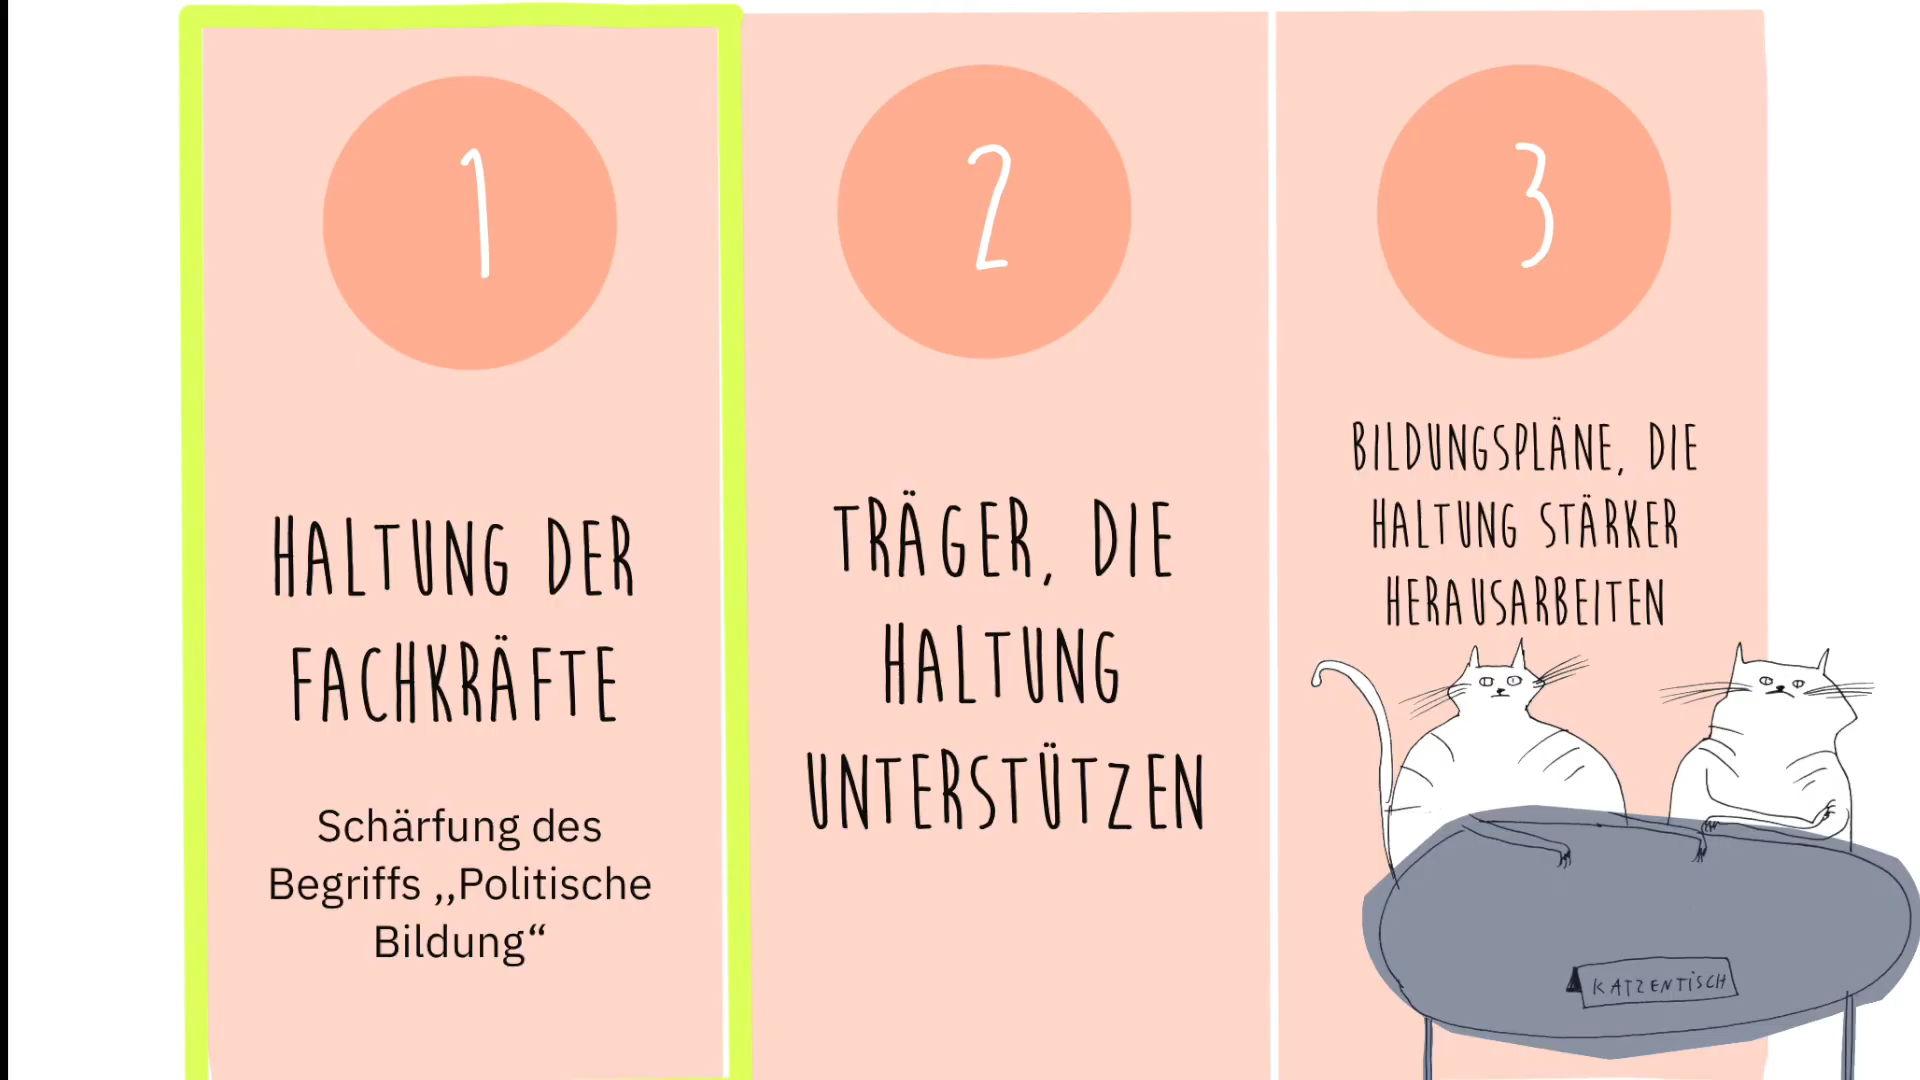 1
HALTUNG DER
FACHKRÄFTE
Schärfung des
Begriffs ,,Politische
Bildung“
2
TRÄGER, DIE
HALTUNG
UNTERSTÜTZEN
3
BILDUNGSPLÄNE, DIE
HALTUNG STÄRKER
HERAUSARBEITEN
KATZENTISCH